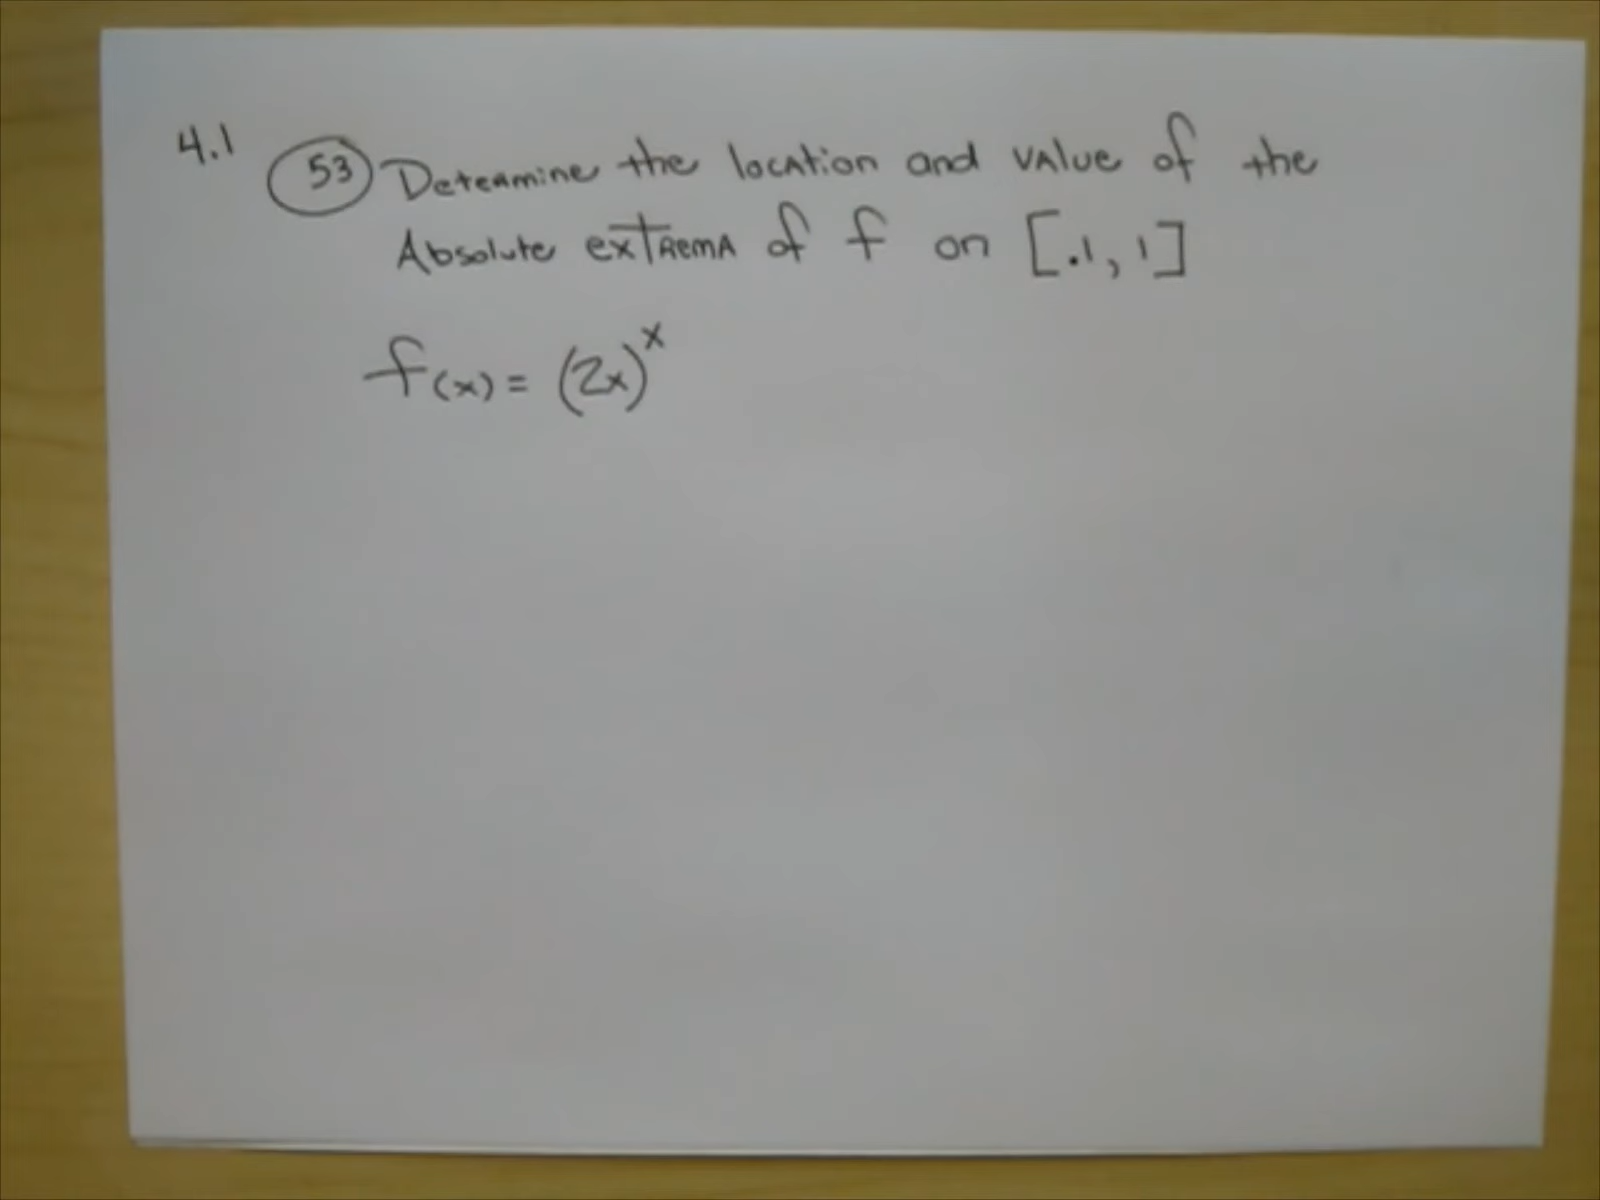 4.1
53 Determine the location and value of the
Absolute extrema of f on [.1, 1]
f(x) = (2x)^x